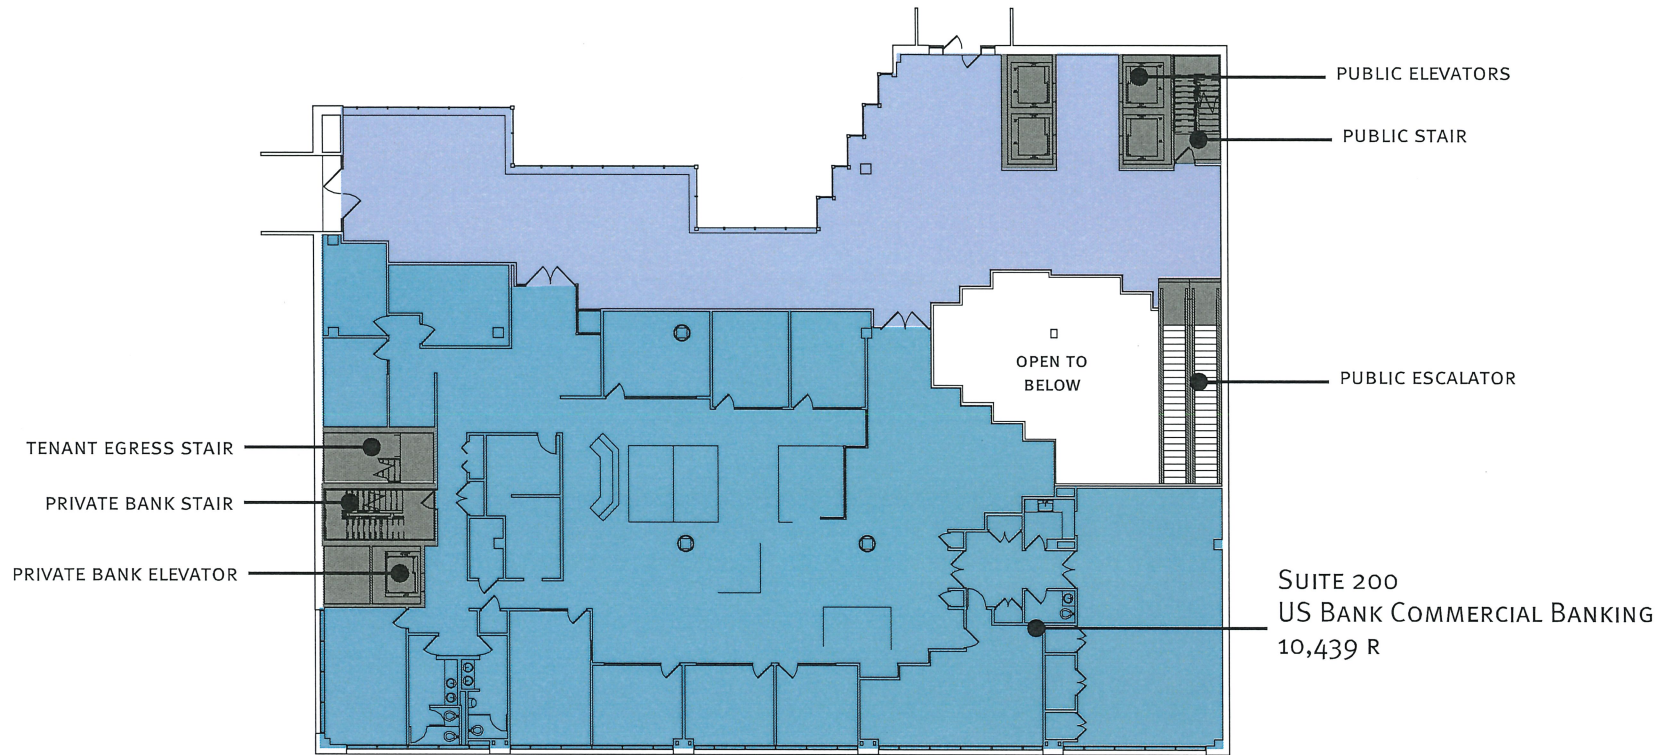 PUBLIC ELEVATORS
PUBLIC STAIR
OPEN TO
BELOW
PUBLIC ESCALATOR
TENANT EGRESS STAIR
PRIVATE BANK STAIR
PRIVATE BANK ELEVATOR
SUITE 200
US BANK COMMERCIAL BANKING
10,439 R